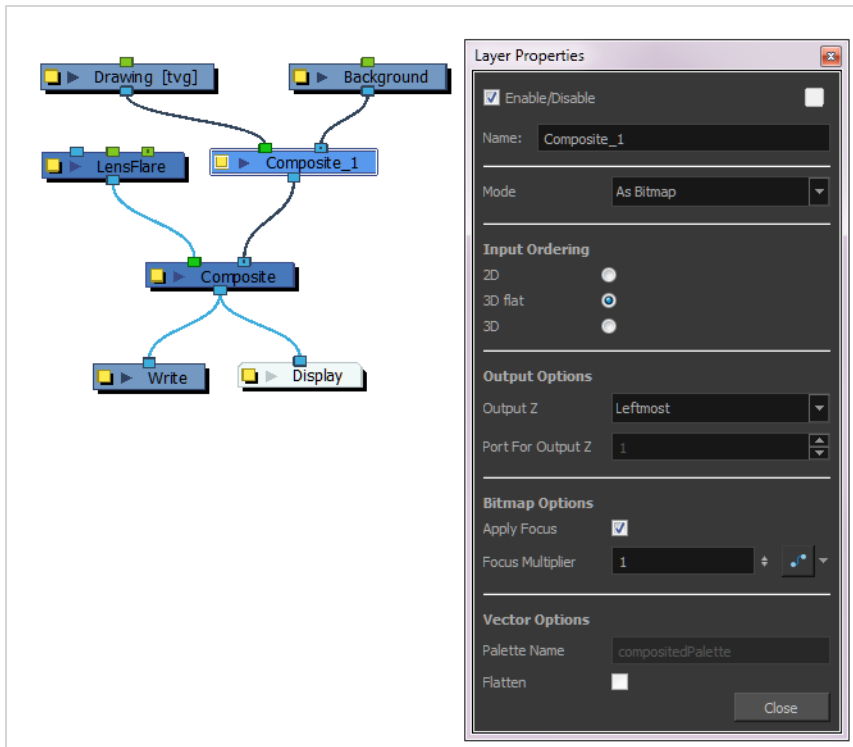 Drawing [tvg]
Background
LensFlare
Composite_1
Composite
Write
Display
Layer Properties
Enable/Disable
Name: Composite_1
Mode As Bitmap
Input Ordering
2D
3D flat
3D
Output Options
Output Z Leftmost
Port For Output Z 1
Bitmap Options
Apply Focus
Focus Multiplier 1
Vector Options
Palette Name compositedPalette
Flatten
Close